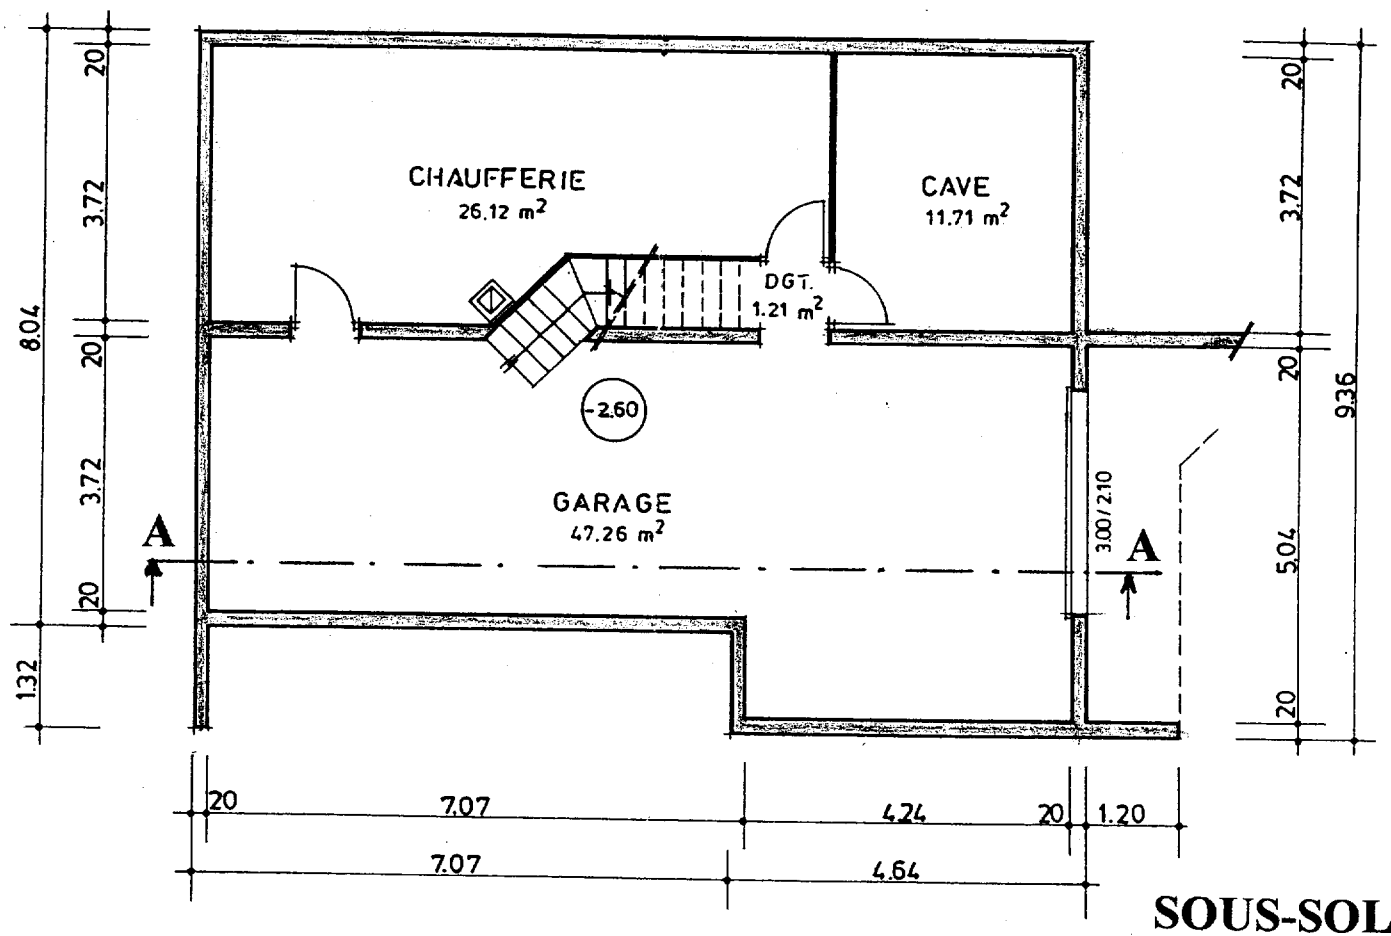 20
3.72
20
3.72
20
8.04
1.32
CHAUFFERIE
26.12 m²
CAVE
11.71 m²
DGT.
1.21 m²
-2.60
GARAGE
47.26 m²
A
A
3.00 / 2.10
20
3.72
20
5.04
20
9.36
20
7.07
4.24
20
1.20
7.07
4.64
SOUS-SOL